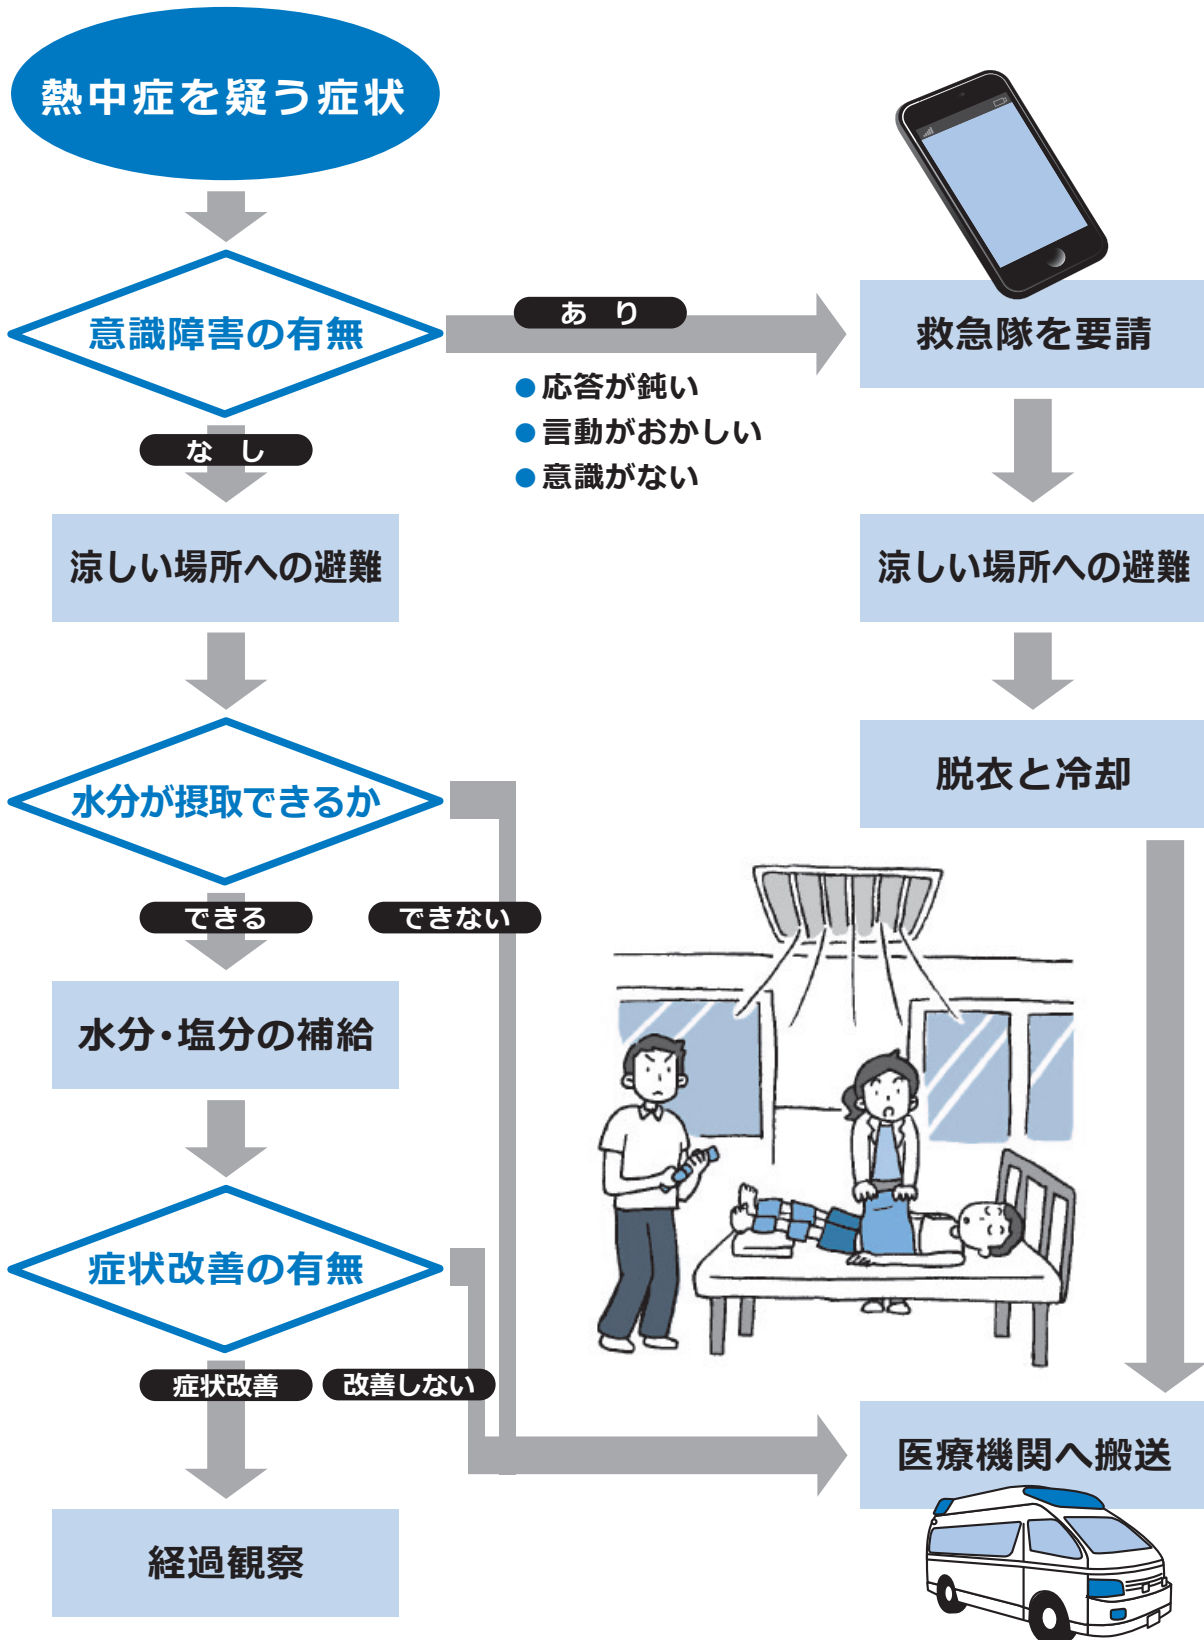 熱中症を疑う症状
意識障害の有無
あり
救急隊を要請
●応答が鈍い
●言動がおかしい
●意識がない
なし
涼しい場所への避難
涼しい場所への避難
水分が摂取できるか
脱衣と冷却
できる
できない
水分・塩分の補給
症状改善の有無
症状改善
改善しない
医療機関へ搬送
経過観察